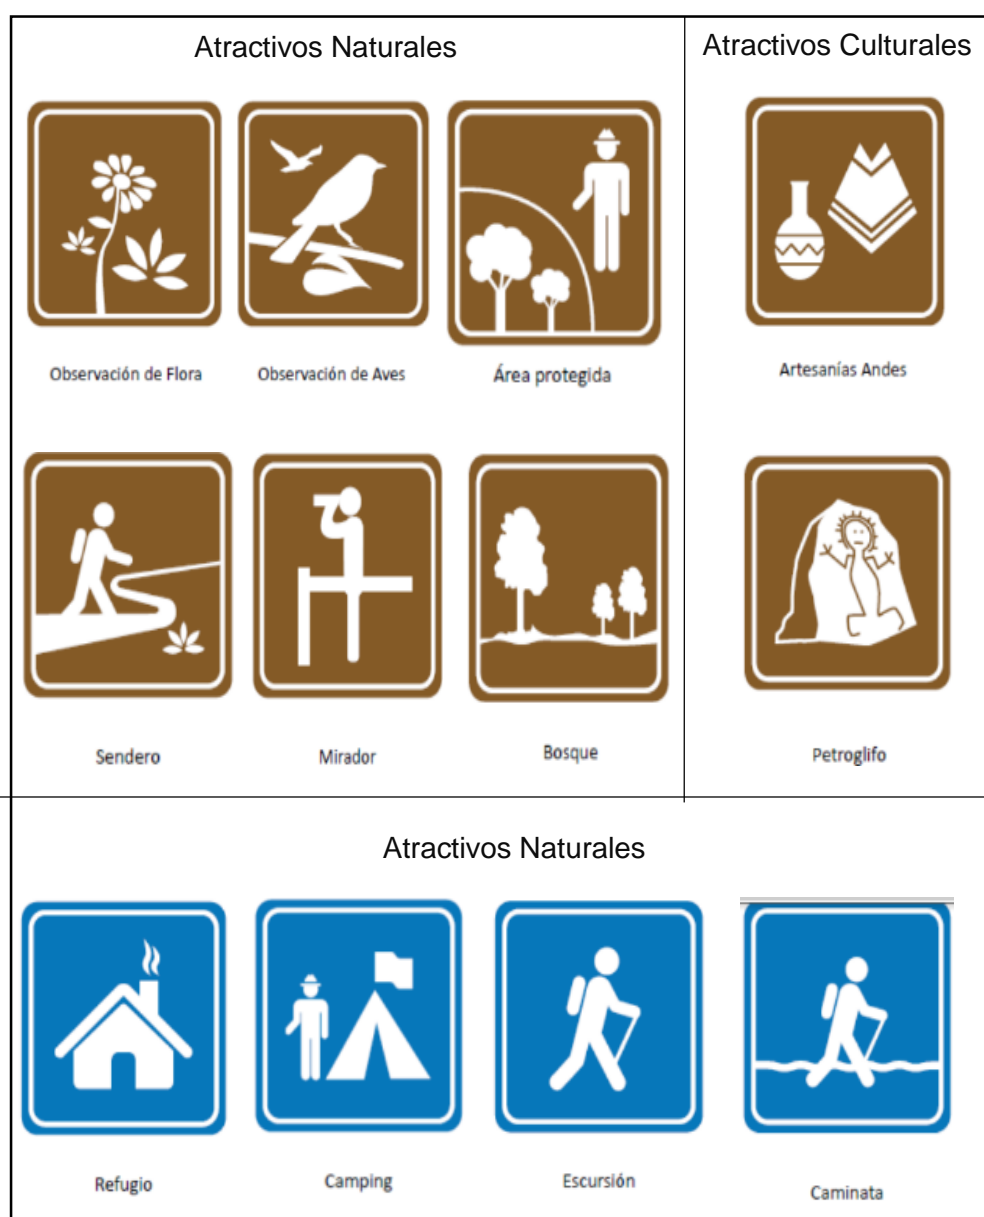 Atractivos Naturales
Atractivos Culturales
Observación de Flora
Observación de Aves
Área protegida
Artesanías Andes
Sendero
Mirador
Bosque
Petroglifo
Atractivos Naturales
Refugio
Camping
Escursión
Caminata